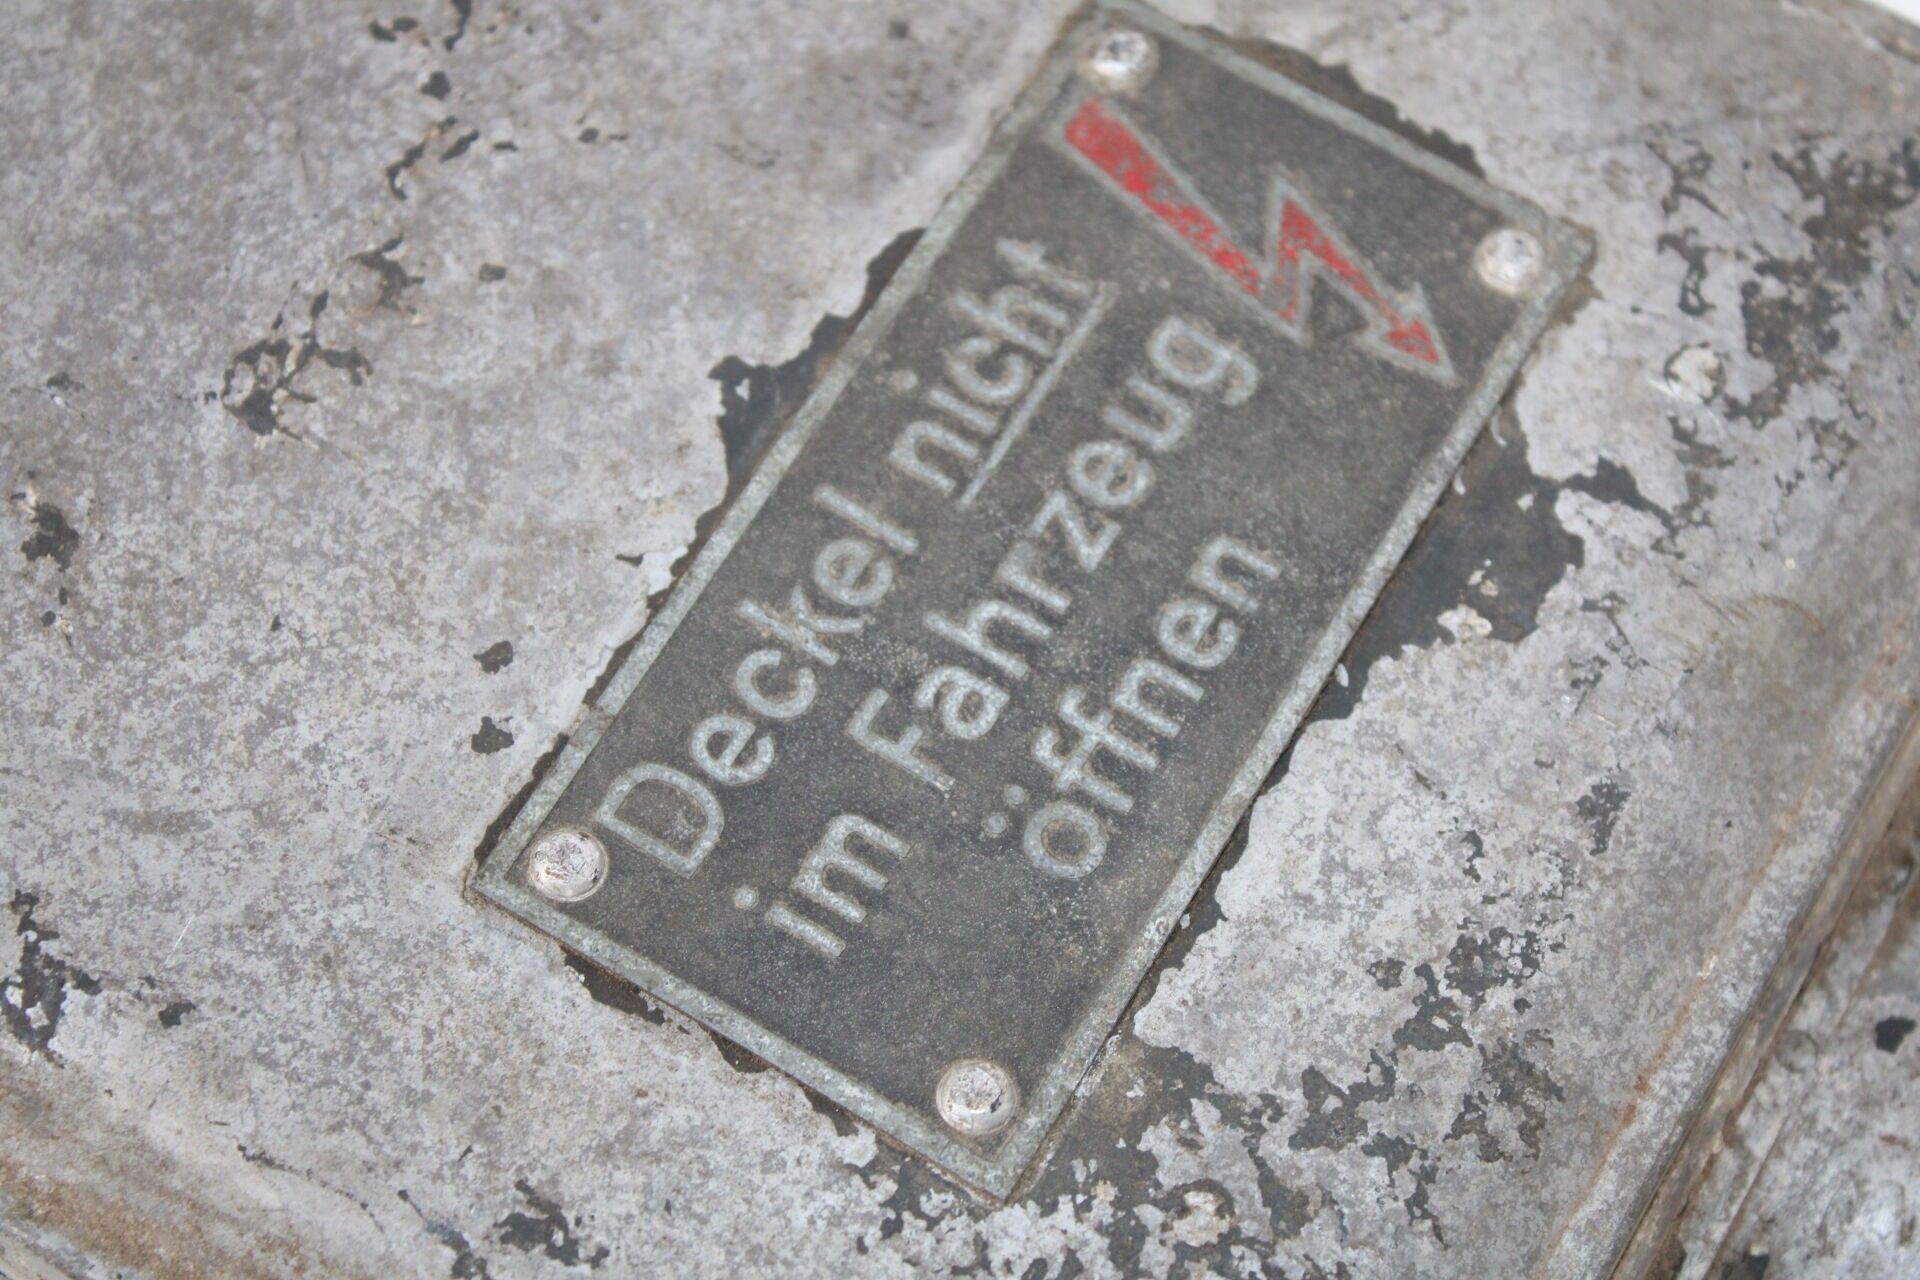 Deckel nicht
im Fahrzeug
öffnen